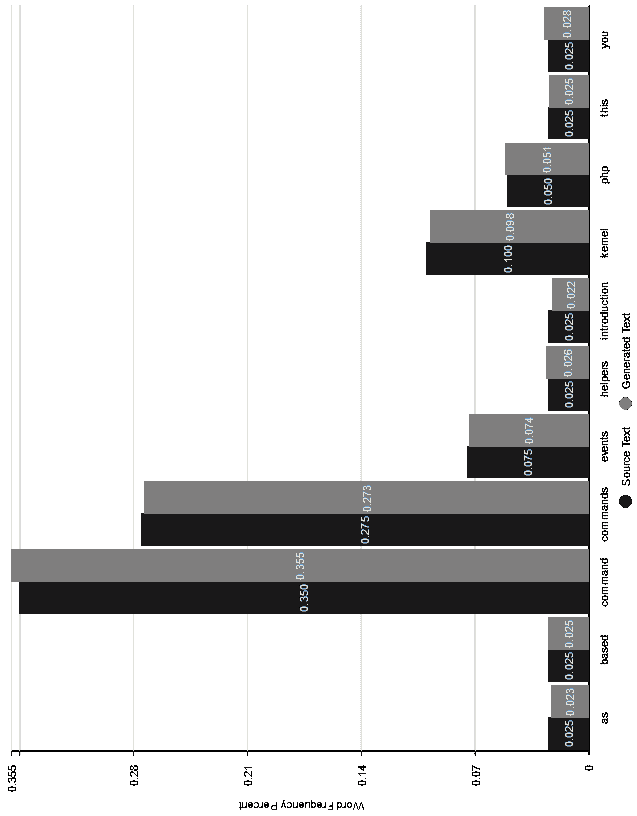 0.355
0.28
0.21
0.14
0.07
0
Word Frequency Percent
0.025 0.023
0.025 0.025
0.350 0.355
0.275 0.273
0.075 0.074
0.025 0.026
0.025 0.022
0.100 0.098
0.050 0.051
0.025 0.025
0.025 0.028
as
based
command
commands
events
helpers
introduction
kernel
php
this
you
Source Text
Generated Text